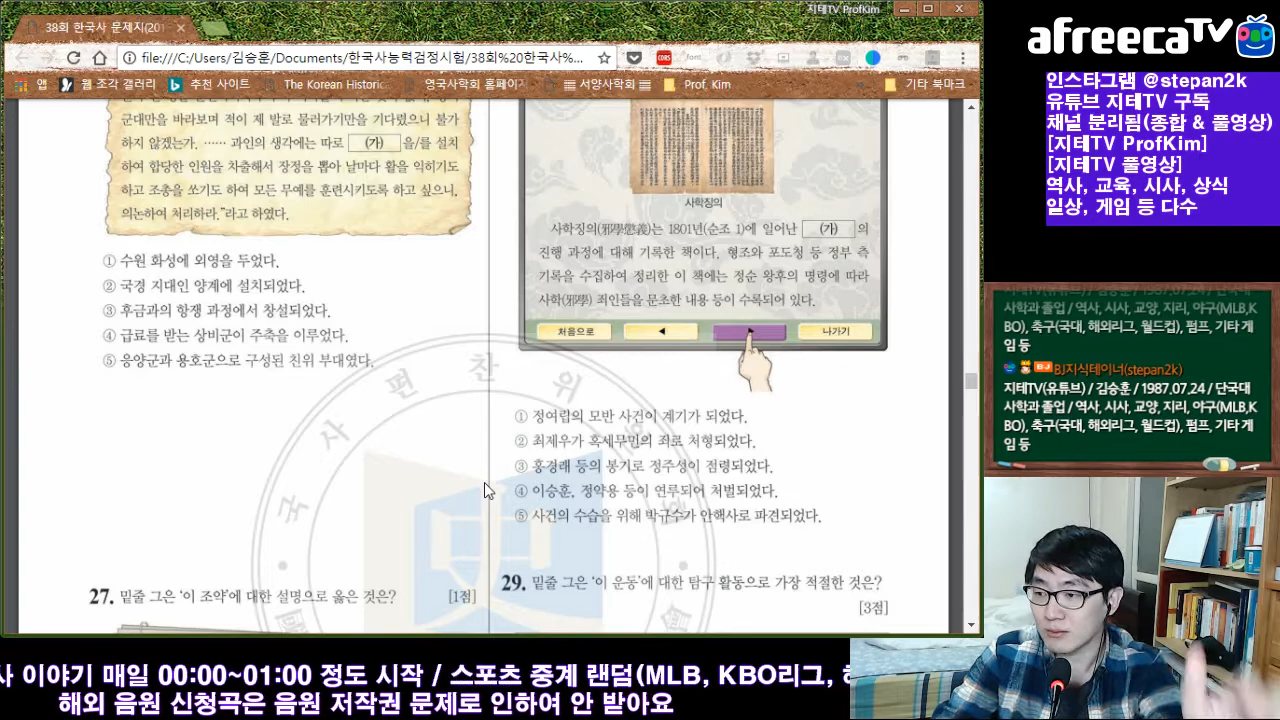 지테TV ProfKim
38회 한국사 문제지(201
file:///C:/Users/김승훈/Documents/한국사능력검정시험/38회%20한국사%...
앱
웹 조각 갤러리
추천 사이트
The Korean Historic
영국사학회 홈페이지
서양사학회
Prof. Kim
기타 북마크
군대만을 바라보며 적이 제 발로 물러가기만을 기다렸으니 불가
하지 않겠는가. …… 과인의 생각에는 따로 (가) 을/를 설치
하여 합당한 인원을 차출해서 장정을 뽑아 날마다 활을 익히기도
하고 조총을 쏘기도 하여 모든 무예를 훈련시키도록 하고 싶으니,
의논하여 처리하라.”라고 하였다.
① 수원 화성에 외영을 두었다.
② 국경 지대인 양계에 설치되었다.
③ 후금과의 항쟁 과정에서 창설되었다.
④ 급료를 받는 상비군이 주축을 이루었다.
⑤ 응양군과 용호군으로 구성된 친위 부대였다.
27. 밑줄 그은 ‘이 조약’에 대한 설명으로 옳은 것은? [1점]
사학징의
사학징의(邪學懲義)는 1801년(순조 1)에 일어난 (가) 의
진행 과정에 대해 기록한 책이다. 형조와 포도청 등 정부 측
기록을 수집하여 정리한 이 책에는 정순 왕후의 명령에 따라
사학(邪學) 죄인들을 문초한 내용 등이 수록되어 있다.
처음으로
나가기
① 정여립의 모반 사건이 계기가 되었다.
② 최제우가 혹세무민의 죄로 처형되었다.
③ 홍경래 등의 봉기로 정주성이 점령되었다.
④ 이승훈, 정약용 등이 연루되어 처벌되었다.
⑤ 사건의 수습을 위해 박규수가 안핵사로 파견되었다.
29. 밑줄 그은 ‘이 운동’에 대한 탐구 활동으로 가장 적절한 것은?
[3점]
국사편찬위
afreecaTV
인스타그램 @stepan2k
유튜브 지테TV 구독
채널 분리됨(종합 & 풀영상)
[지테TV ProfKim]
[지테TV 풀영상]
역사, 교육, 시사, 상식
일상, 게임 등 다수
지테TV(유튜브) / 김승훈 / 1987.07.24 / 단국대
사학과 졸업 / 역사, 시사, 교양, 지리, 야구(MLB,K
BO), 축구(국대, 해외리그, 월드컵), 펌프, 기타 게
임 등
BJ지식테이너(stepan2k)
지테TV(유튜브) / 김승훈 / 1987.07.24 / 단국대
사학과 졸업 / 역사, 시사, 교양, 지리, 야구(MLB,K
BO), 축구(국대, 해외리그, 월드컵), 펌프, 기타 게
임 등
사 이야기 매일 00:00~01:00 정도 시작 / 스포츠 중계 랜덤(MLB, KBO리그,
해외 음원 신청곡은 음원 저작권 문제로 인하여 안 받아요